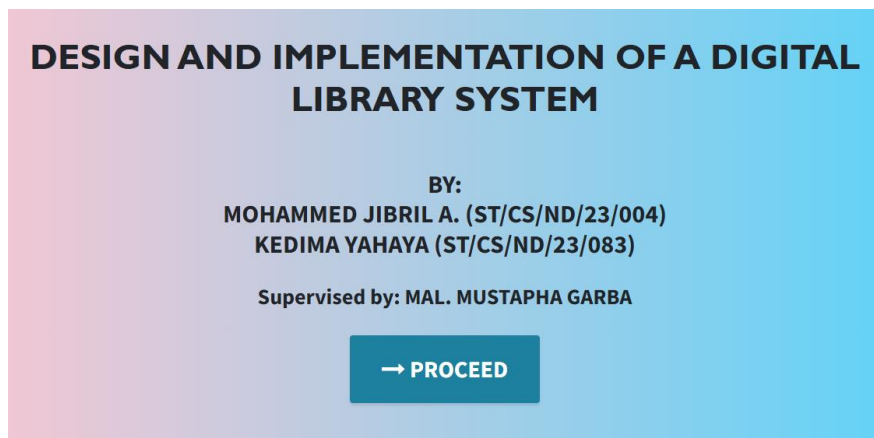 DESIGN AND IMPLEMENTATION OF A DIGITAL
LIBRARY SYSTEM
BY:
MOHAMMED JIBRIL A. (ST/CS/ND/23/004)
KEDIMA YAHAYA (ST/CS/ND/23/083)
Supervised by: MAL. MUSTAPHA GARBA
→ PROCEED